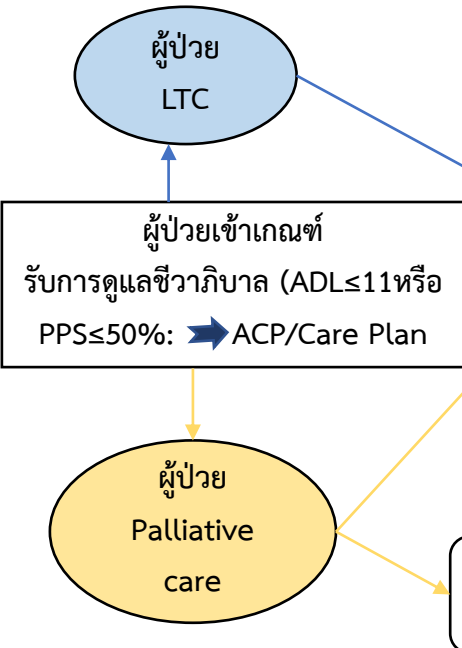 ผู้ป่วย
LTC
ผู้ป่วยเข้าเกณฑ์
รับการดูแลชีวาภิบาล (ADL≤11หรือ
PPS≤50%: ACP/Care Plan
ผู้ป่วย
Palliative
care